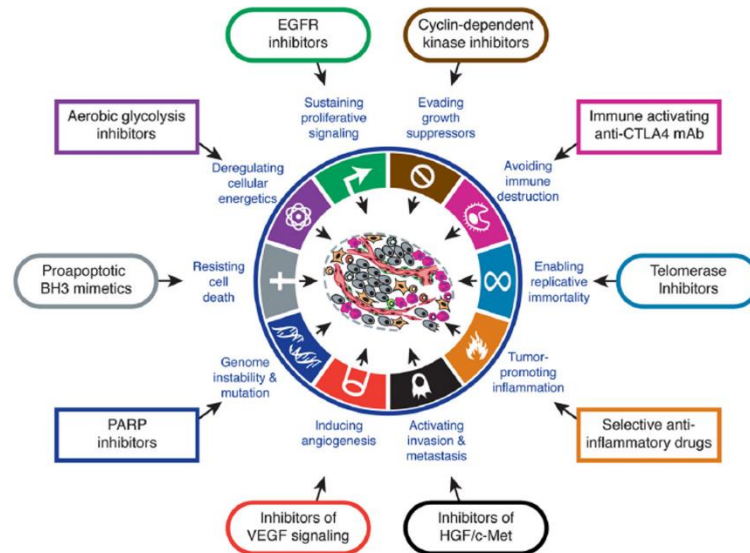 EGFR
inhibitors
Cyclin-dependent
kinase inhibitors
Sustaining
proliferative
signaling
Evading
growth
suppressors
Aerobic glycolysis
inhibitors
Immune activating
anti-CTLA4 mAb
Deregulating
cellular
energetics
Avoiding
immune
destruction
Proapoptotic
BH3 mimetics
Resisting
cell
death
Enabling
replicative
immortality
Telomerase
Inhibitors
Genome
instability &
mutation
Tumor-
promoting
inflammation
PARP
inhibitors
Inducing
angiogenesis
Activating
invasion &
metastasis
Selective anti-
inflammatory drugs
Inhibitors of
VEGF signaling
Inhibitors of
HGF/c-Met